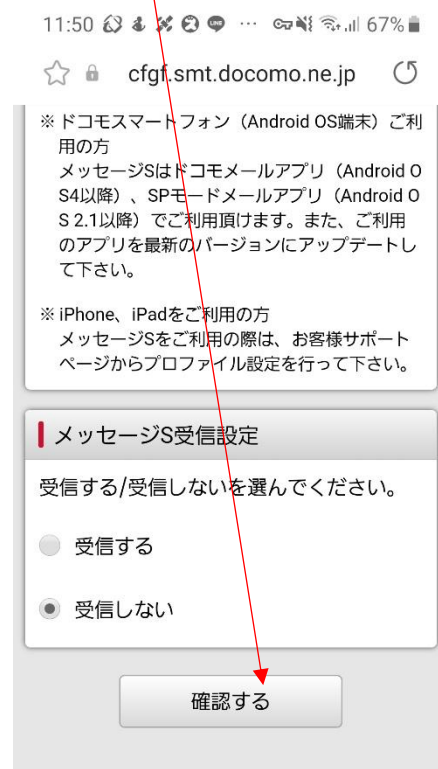 11:50 67%
cfgf.smt.docomo.ne.jp
※ ドコモスマートフォン（Android OS端末）ご利
用の方
メッセージSはドコモメールアプリ（Android O
S4以降）、SPモードメールアプリ（Android O
S 2.1以降）でご利用頂けます。また、ご利用
のアプリを最新のバージョンにアップデートし
て下さい。
※ iPhone、iPadをご利用の方
メッセージSをご利用の際は、お客様サポート
ページからプロファイル設定を行って下さい。
メッセージS受信設定
受信する/受信しないを選んでください。
受信する
受信しない
確認する